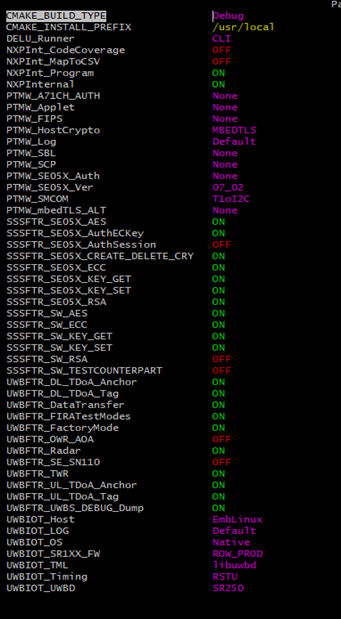 Pa
CMAKE_BUILD_TYPE Debug
CMAKE_INSTALL_PREFIX /usr/local
DELU_Runner CLI
NXPInt_CodeCoverage OFF
NXPInt_MapToCSV OFF
NXPInt_Program ON
NXPInternal ON
PTMW_A71CH_AUTH None
PTMW_Applet None
PTMW_FIPS None
PTMW_HostCrypto MBEDTLS
PTMW_Log Default
PTMW_SBL None
PTMW_SCP None
PTMW_SE05X_Auth None
PTMW_SE05X_Ver 07_02
PTMW_SMCOM T1oI2C
PTMW_mbedTLS_ALT None
SSSFTR_SE05X_AES ON
SSSFTR_SE05X_AuthECKey ON
SSSFTR_SE05X_AuthSession OFF
SSSFTR_SE05X_CREATE_DELETE_CRY ON
SSSFTR_SE05X_ECC ON
SSSFTR_SE05X_KEY_GET ON
SSSFTR_SE05X_KEY_SET ON
SSSFTR_SE05X_RSA ON
SSSFTR_SW_AES ON
SSSFTR_SW_ECC ON
SSSFTR_SW_KEY_GET ON
SSSFTR_SW_KEY_SET ON
SSSFTR_SW_RSA OFF
SSSFTR_SW_TESTCOUNTERPART OFF
UWBFTR_DL_TDoA_Anchor ON
UWBFTR_DL_TDoA_Tag ON
UWBFTR_DataTransfer ON
UWBFTR_FIRATestModes ON
UWBFTR_FactoryMode ON
UWBFTR_OWR_AOA OFF
UWBFTR_Radar ON
UWBFTR_SE_SN110 OFF
UWBFTR_TWR ON
UWBFTR_UL_TDoA_Anchor ON
UWBFTR_UL_TDoA_Tag ON
UWBFTR_UWBS_DEBUG_Dump ON
UWBIOT_Host EmbLinux
UWBIOT_LOG Default
UWBIOT_OS Native
UWBIOT_SR1XX_FW ROW_PROD
UWBIOT_TML libuwbd
UWBIOT_Timing RSTU
UWBIOT_UWBD SR250